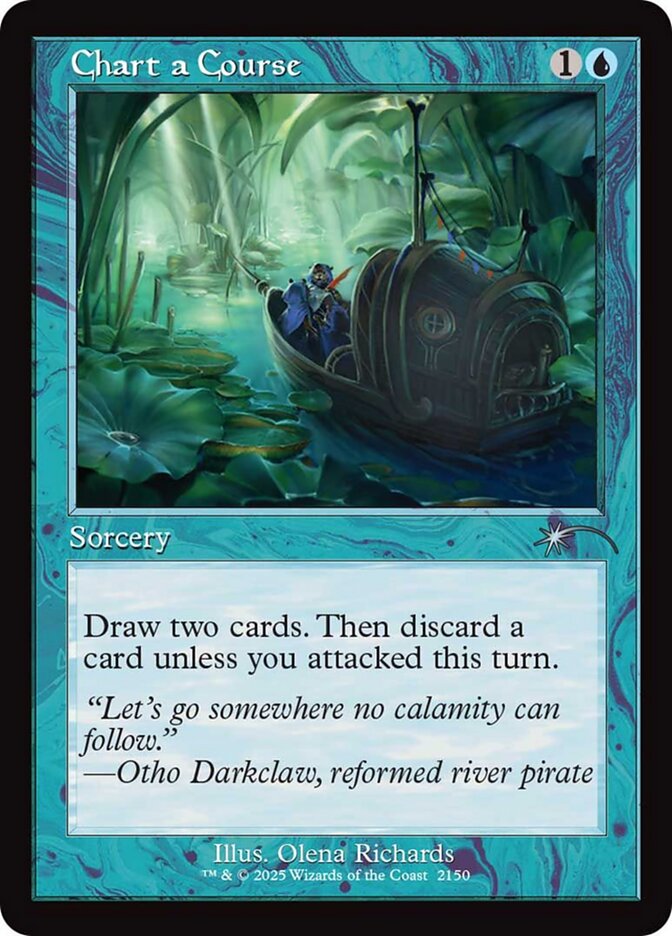 Chart a Course 1
Sorcery
Draw two cards. Then discard a
card unless you attacked this turn.
“Let’s go somewhere no calamity can
follow.”
—Otho Darkclaw, reformed river pirate
Illus. Olena Richards
™ & © 2025 Wizards of the Coast 2150